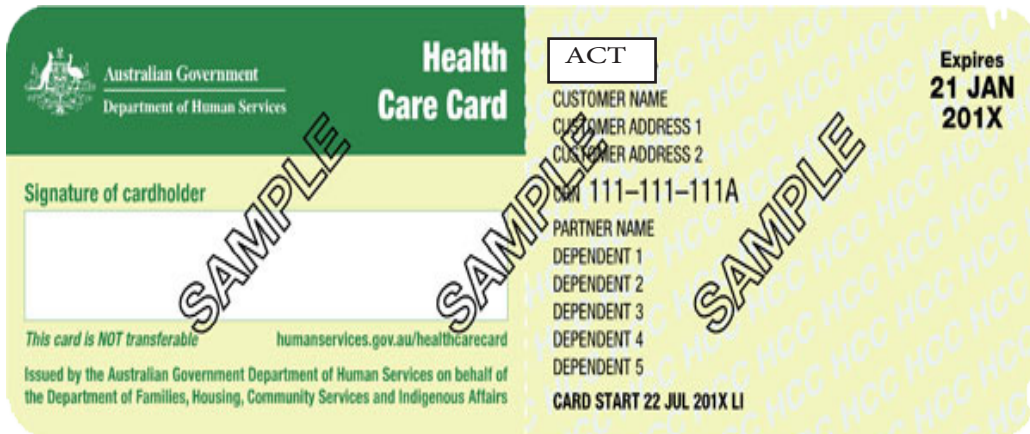 Australian Government
Department of Human Services
Health
Care Card
Signature of cardholder
This card is NOT transferable
humanservices.gov.au/healthcarecard
Issued by the Australian Government Department of Human Services on behalf of
the Department of Families, Housing, Community Services and Indigenous Affairs
SAMPLE
SAMPLE
ACT
CUSTOMER NAME
CUSTOMER ADDRESS 1
CUSTOMER ADDRESS 2
CRN 111–111–111A
PARTNER NAME
DEPENDENT 1
DEPENDENT 2
DEPENDENT 3
DEPENDENT 4
DEPENDENT 5
CARD START 22 JUL 201X LI
SAMPLE
Expires
21 JAN
201X
HCC HCC HCC